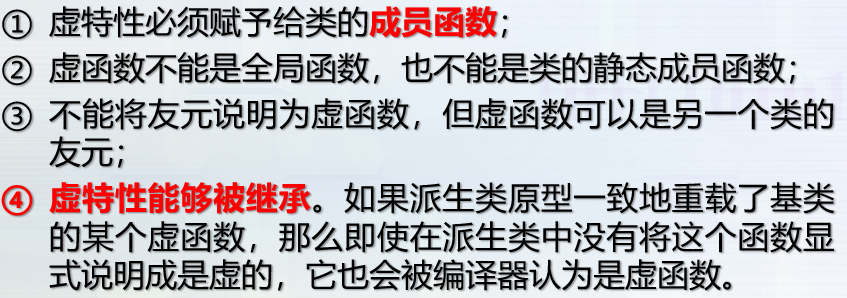 ① 虚特性必须赋予给类的成员函数；
② 虚函数不能是全局函数，也不能是类的静态成员函数；
③ 不能将友元说明为虚函数，但虚函数可以是另一个类的
友元；
④ 虚特性能够被继承。如果派生类原型一致地重载了基类
的某个虚函数，那么即使在派生类中没有将这个函数显
式说明成是虚的，它也会被编译器认为是虚函数。